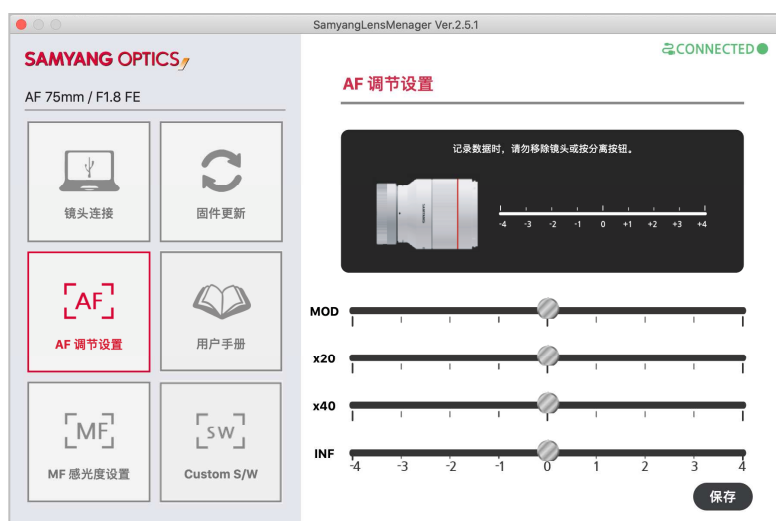 SamyangLensMenager Ver.2.5.1
SAMYANG OPTICS
CONNECTED
AF 75mm / F1.8 FE
AF 调节设置
镜头连接
固件更新
AF
AF 调节设置
用户手册
MF
MF 感光度设置
SW
Custom S/W
记录数据时，请勿移除镜头或按分离按钮。
SAMYANG
-4 -3 -2 -1 0 +1 +2 +3 +4
MOD
x20
x40
INF
-4 -3 -2 -1 0 1 2 3 4
保存